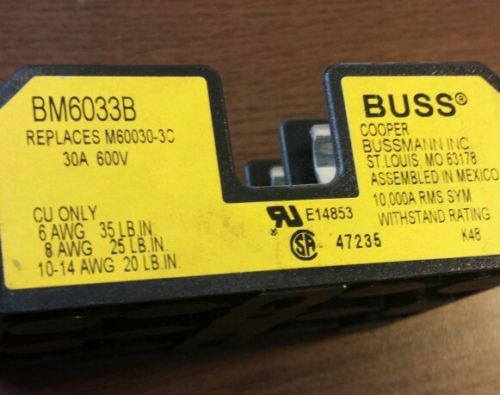 BM6033B
REPLACES M60030-3C
30A 600V
CU ONLY
6 AWG 35 LB.IN.
8 AWG 25 LB.IN.
10-14 AWG 20 LB.IN.
E14853
SA 47235
BUSS®
COOPER
BUSSMANN INC.
ST. LOUIS, MO 63178
ASSEMBLED IN MEXICO
10,000A RMS SYM
WITHSTAND RATING
K48